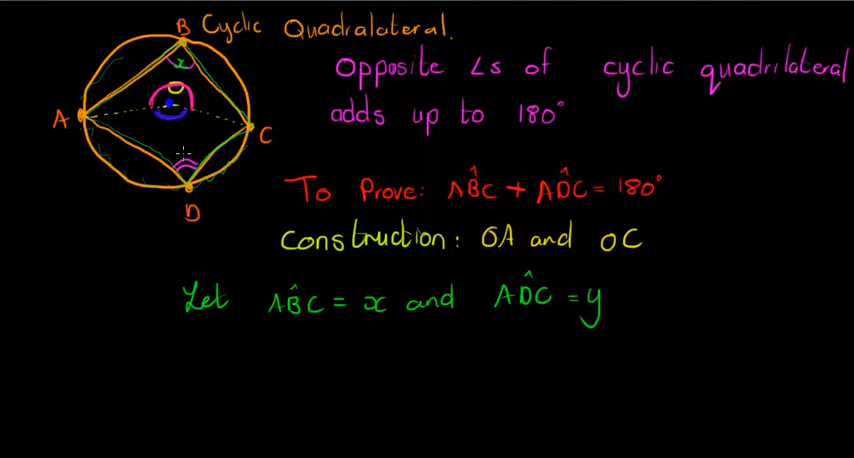 B Cyclic Quadralateral.
Opposite ∠s of cyclic quadrilateral
adds up to 180°
x
A
C
D
To Prove: AB̂C + AD̂C = 180°
Construction: OA and OC
Let AB̂C = x and AD̂C = y